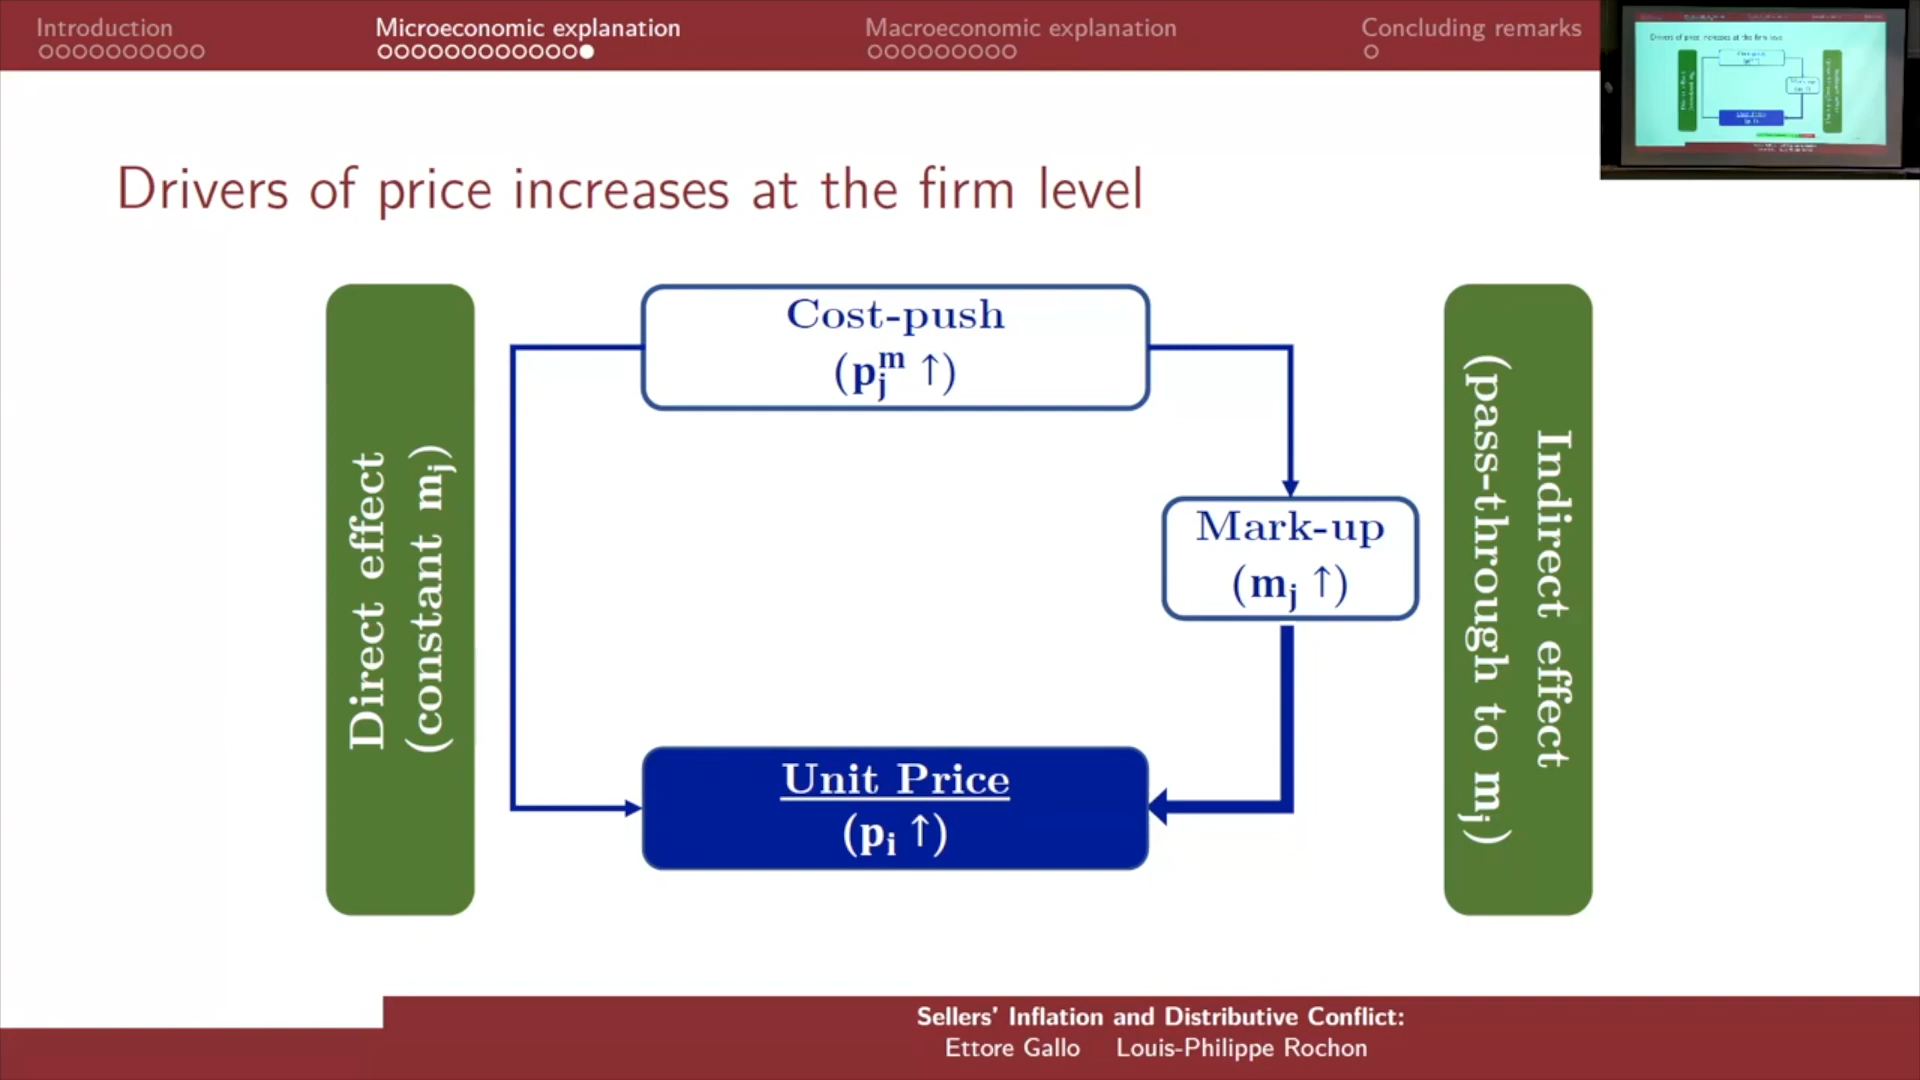 Introduction
Microeconomic explanation
Macroeconomic explanation
Concluding remarks
Drivers of price increases at the firm level
Direct effect
(constant mj)
Cost-push
(p^m_j ↑)
Mark-up
(mj ↑)
Unit Price
(pi ↑)
Indirect effect
(pass-through to mj)
Sellers' Inflation and Distributive Conflict:
Ettore Gallo Louis-Philippe Rochon